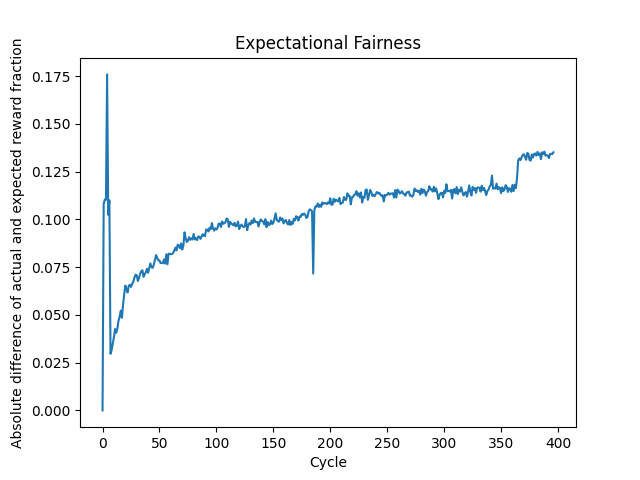 Expectational Fairness
Absolute difference of actual and expected reward fraction
0.175
0.150
0.125
0.100
0.075
0.050
0.025
0.000
0 50 100 150 200 250 300 350 400
Cycle